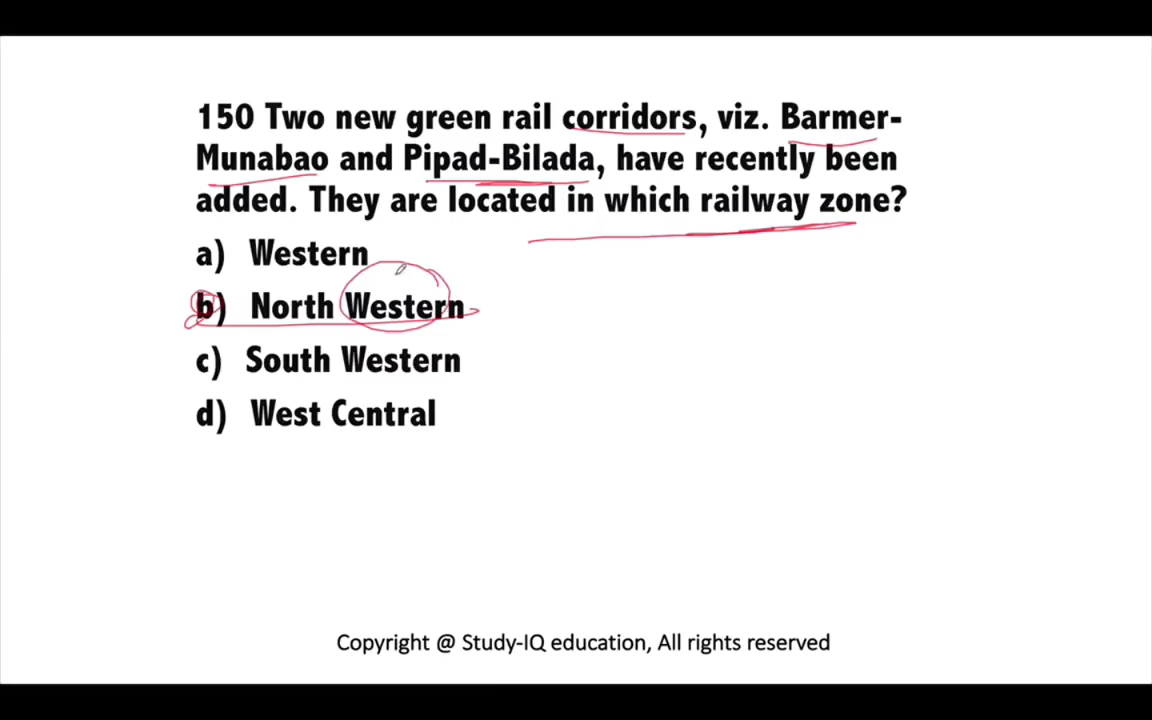 150 Two new green rail corridors, viz. Barmer-
Munabao and Pipad-Bilada, have recently been
added. They are located in which railway zone?
a) Western
b) North Western
c) South Western
d) West Central
Copyright @ Study-IQ education, All rights reserved